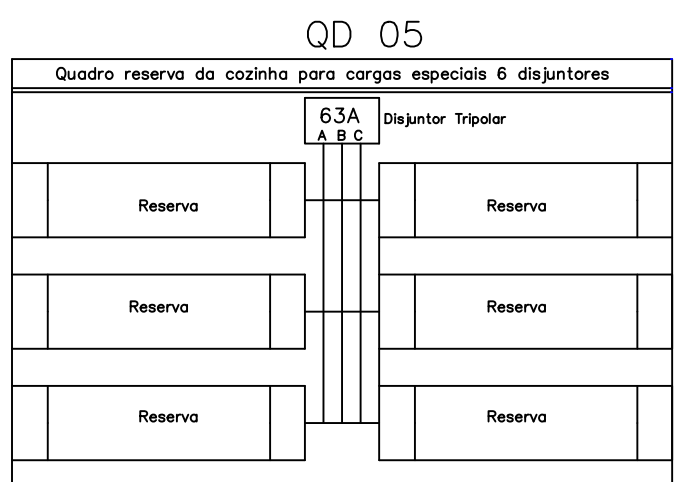 QD 05
Quadro reserva da cozinha para cargas especiais 6 disjuntores
63A
Disjuntor Tripolar
A B C
Reserva
Reserva
Reserva
Reserva
Reserva
Reserva